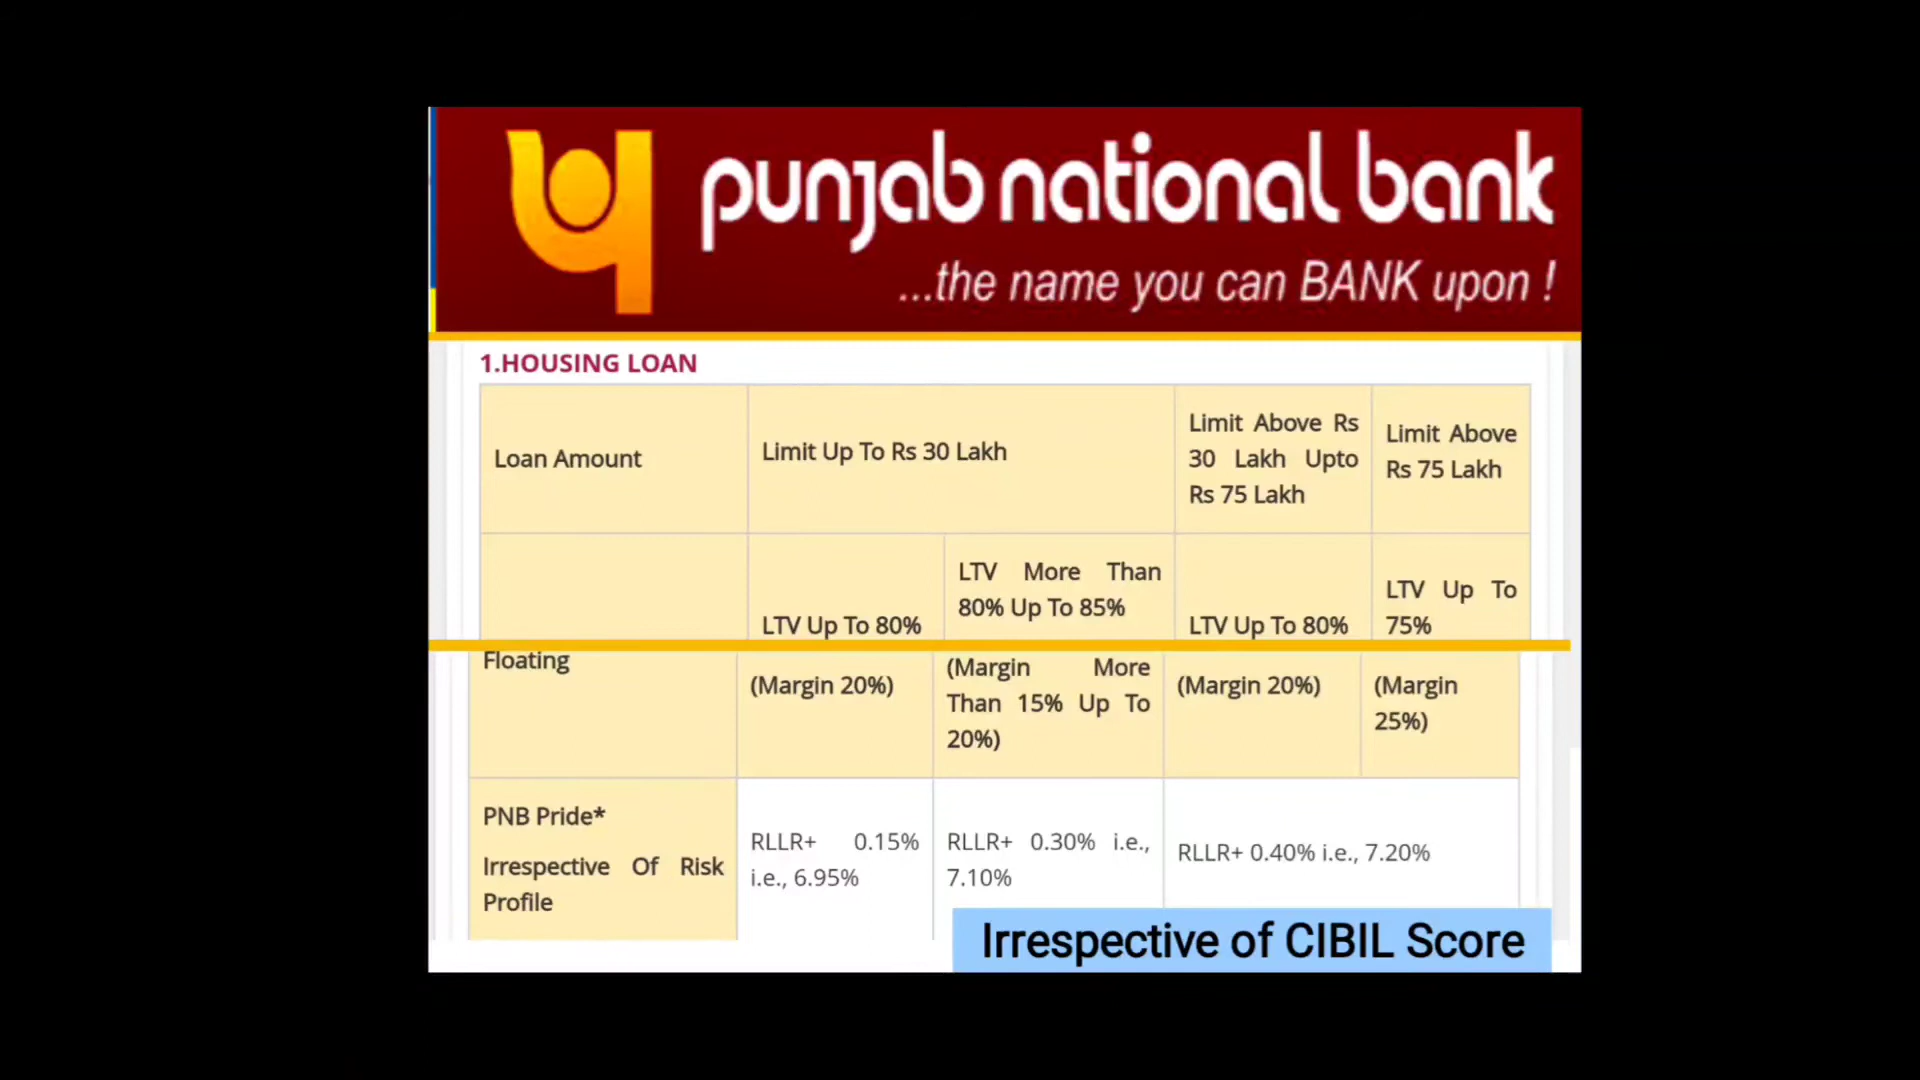 punjab national bank
...the name you can BANK upon !
1.HOUSING LOAN
Loan Amount
Limit Up To Rs 30 Lakh
Limit Above Rs
30 Lakh Upto
Rs 75 Lakh
Limit Above
Rs 75 Lakh
LTV Up To 80%
LTV More Than
80% Up To 85%
LTV Up To 80%
LTV Up To
75%
Floating
(Margin 20%)
(Margin More
Than 15% Up To
20%)
(Margin 20%)
(Margin
25%)
PNB Pride*
Irrespective Of Risk
Profile
RLLR+ 0.15%
i.e., 6.95%
RLLR+ 0.30% i.e.,
7.10%
RLLR+ 0.40% i.e., 7.20%
Irrespective of CIBIL Score